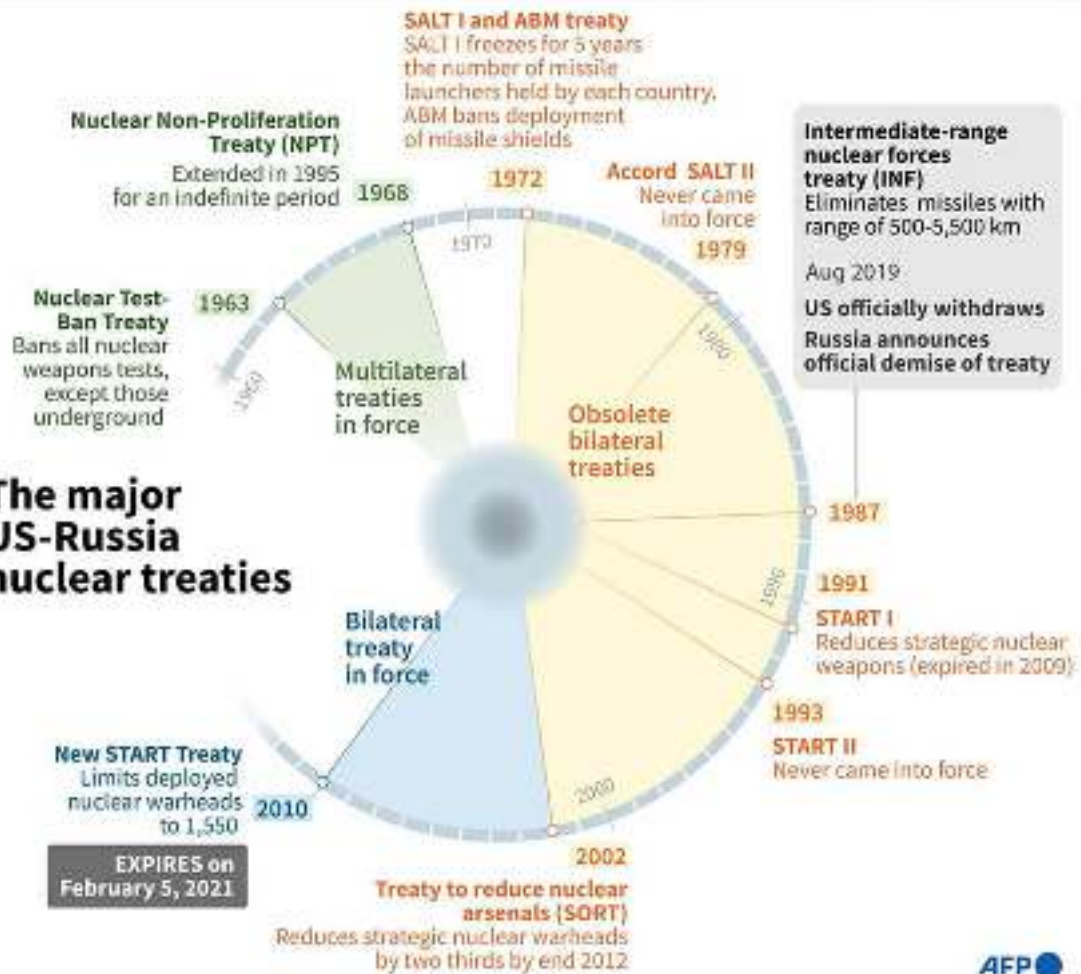 The major
US-Russia
nuclear treaties
Nuclear Test-
Ban Treaty
Bans all nuclear
weapons tests,
except those
underground
1963
Nuclear Non-Proliferation
Treaty (NPT)
Extended in 1995
for an indefinite period
1968
SALT I and ABM treaty
SALT I freezes for 5 years
the number of missile
launchers held by each country.
ABM bans deployment
of missile shields
1972
Accord SALT II
Never came
into force
1979
Intermediate-range
nuclear forces
treaty (INF)
Eliminates missiles with
range of 500-5,500 km
Aug 2019
US officially withdraws
Russia announces
official demise of treaty
1987
1991
START I
Reduces strategic nuclear
weapons (expired in 2009)
1993
START II
Never came into force
2002
Treaty to reduce nuclear
arsenals (SORT)
Reduces strategic nuclear warheads
by two thirds by end 2012
New START Treaty
Limits deployed
nuclear warheads
to 1,550
2010
EXPIRES on
February 5, 2021
Multilateral
treaties
in force
Obsolete
bilateral
treaties
Bilateral
treaty
in force
1960
1970
1980
1990
2000
AFP